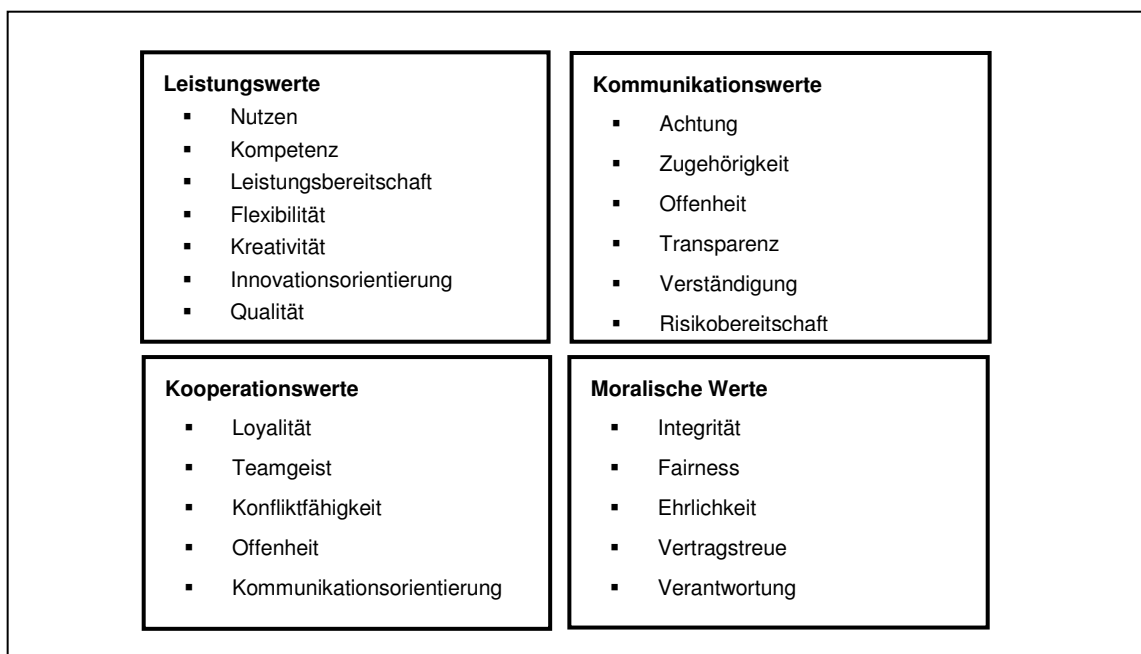 Leistungswerte
▪ Nutzen
▪ Kompetenz
▪ Leistungsbereitschaft
▪ Flexibilität
▪ Kreativität
▪ Innovationsorientierung
▪ Qualität
Kommunikationswerte
▪ Achtung
▪ Zugehörigkeit
▪ Offenheit
▪ Transparenz
▪ Verständigung
▪ Risikobereitschaft
Kooperationswerte
▪ Loyalität
▪ Teamgeist
▪ Konfliktfähigkeit
▪ Offenheit
▪ Kommunikationsorientierung
Moralische Werte
▪ Integrität
▪ Fairness
▪ Ehrlichkeit
▪ Vertragstreue
▪ Verantwortung